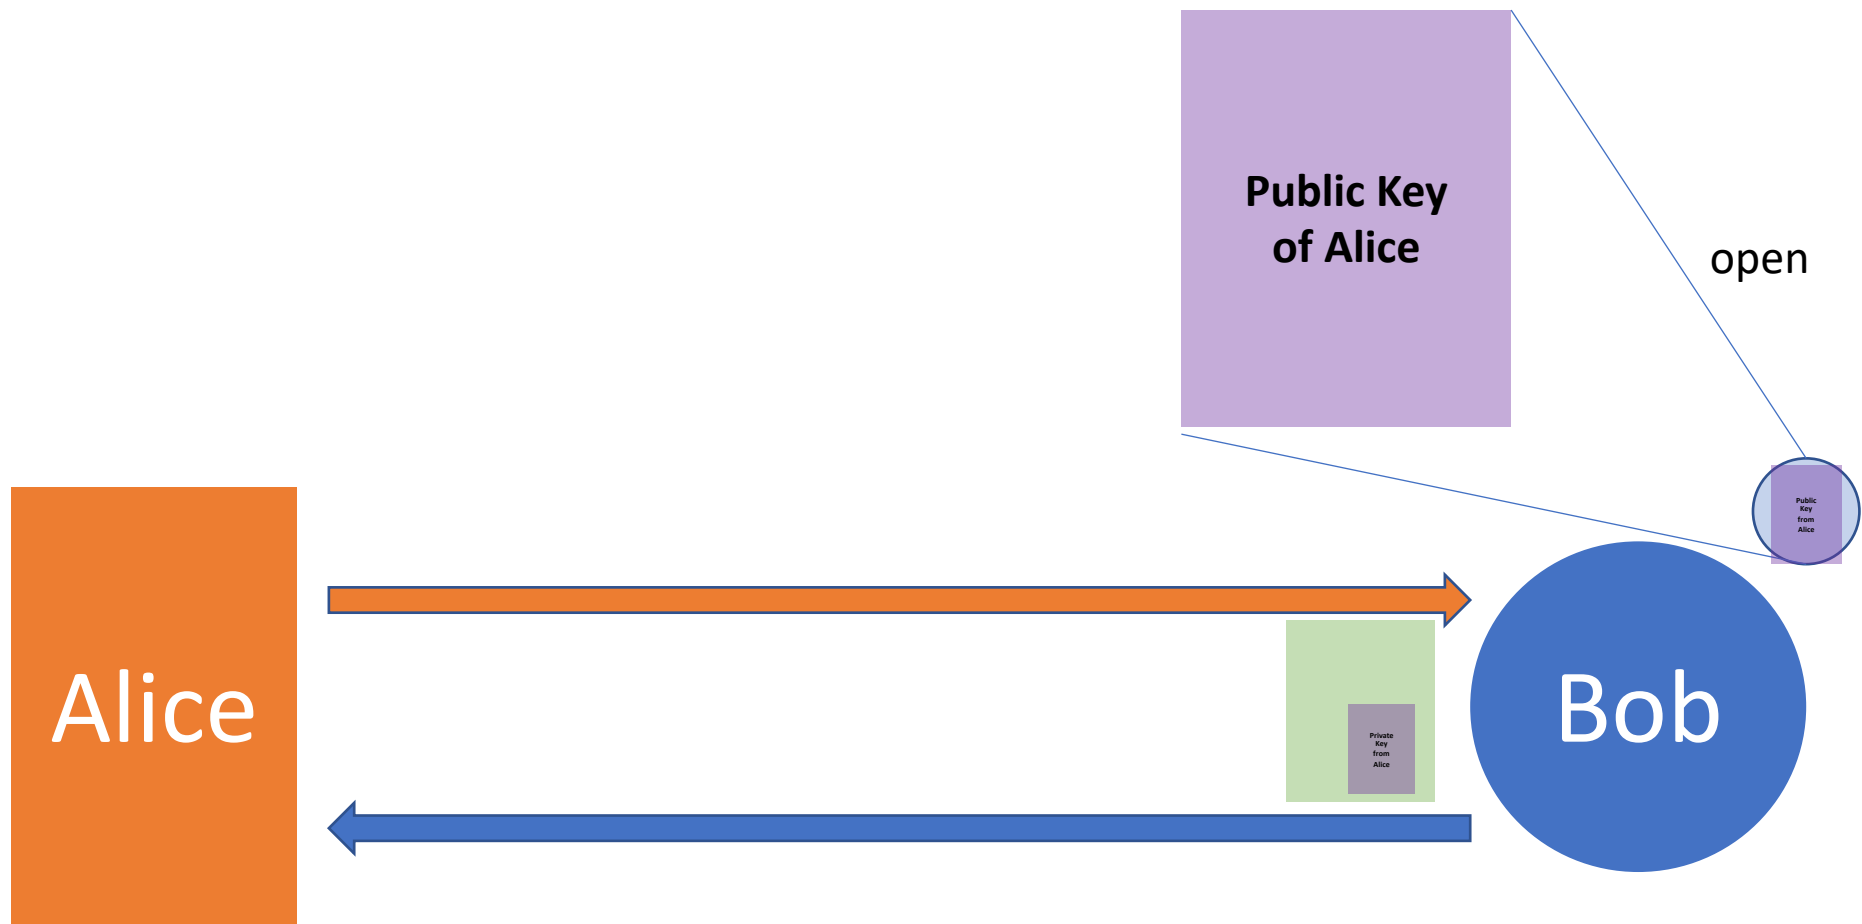 Public Key
of Alice
open
Public
Key
from
Alice
Alice
Private
Key
from
Alice
Bob